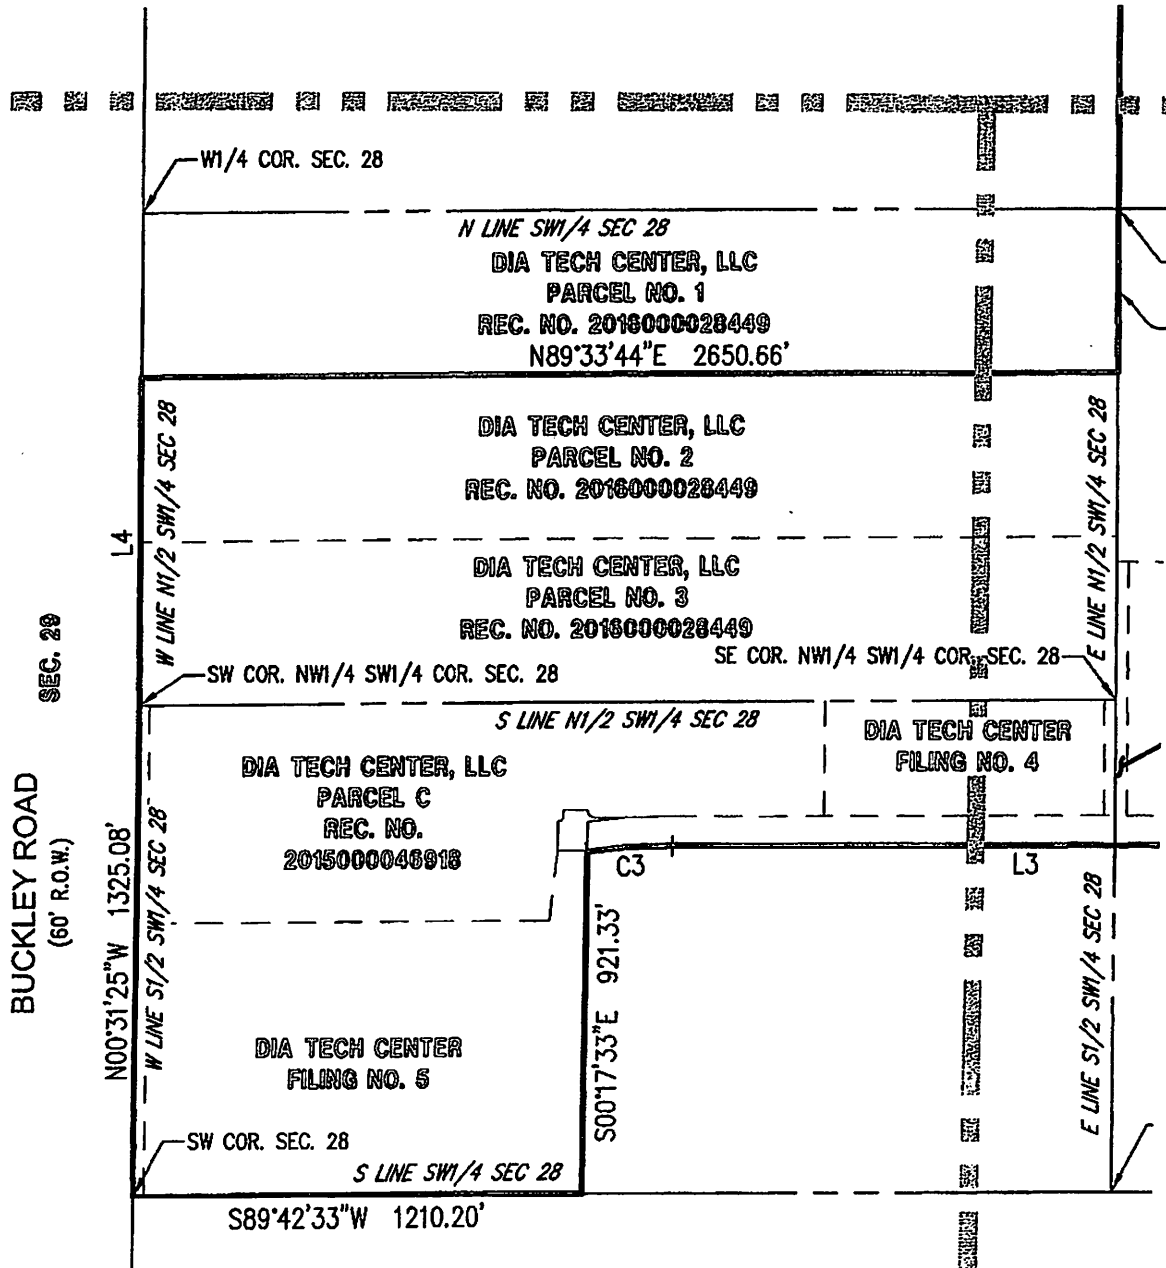 W1/4 COR. SEC. 28
N LINE SW1/4 SEC 28
DIA TECH CENTER, LLC
PARCEL NO. 1
REC. NO. 2016000028449
N89°33'44"E 2650.66'
DIA TECH CENTER, LLC
PARCEL NO. 2
REC. NO. 2016000028449
W LINE N1/2 SW1/4 SEC 28
E LINE N1/2 SW1/4 SEC 28
L4
DIA TECH CENTER, LLC
PARCEL NO. 3
REC. NO. 2016000028449
SEC. 29
SE COR. NW1/4 SW1/4 COR. SEC. 28
SW COR. NW1/4 SW1/4 COR. SEC. 28
S LINE N1/2 SW1/4 SEC 28
DIA TECH CENTER
FILING NO. 4
DIA TECH CENTER, LLC
PARCEL C
REC. NO.
2015000046918
BUCKLEY ROAD
(60' R.O.W.)
N00°31'25"W 1325.08'
W LINE S1/2 SW1/4 SEC 28
C3
L3
S00°17'33"E 921.33'
E LINE S1/2 SW1/4 SEC 28
DIA TECH CENTER
FILING NO. 5
SW COR. SEC. 28
S LINE SW1/4 SEC 28
S89°42'33"W 1210.20'